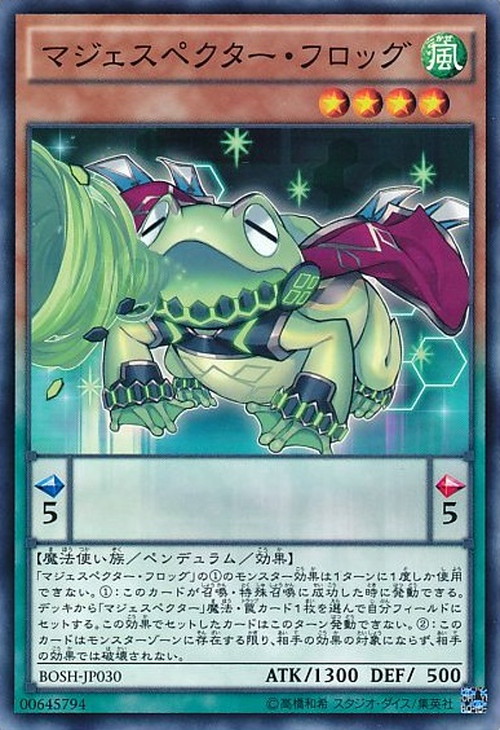 マジェスペクター・フロッグ
風
5
5
【魔法使い族／ペンデュラム／効果】
「マジェスペクター・フロッグ」の①のモンスター効果は1ターンに1度しか使用
できない。①：このカードが召喚・特殊召喚に成功した時に発動できる。
デッキから「マジェスペクター」魔法・罠カード1枚を選んで自分フィールドに
セットする。この効果でセットしたカードはこのターン発動できない。②：この
カードはモンスターゾーンに存在する限り、相手の効果の対象にならず、相手
の効果では破壊されない。
BOSH-JP030 ATK/1300 DEF/ 500
00645794 ©高橋和希 スタジオ・ダイス/集英社